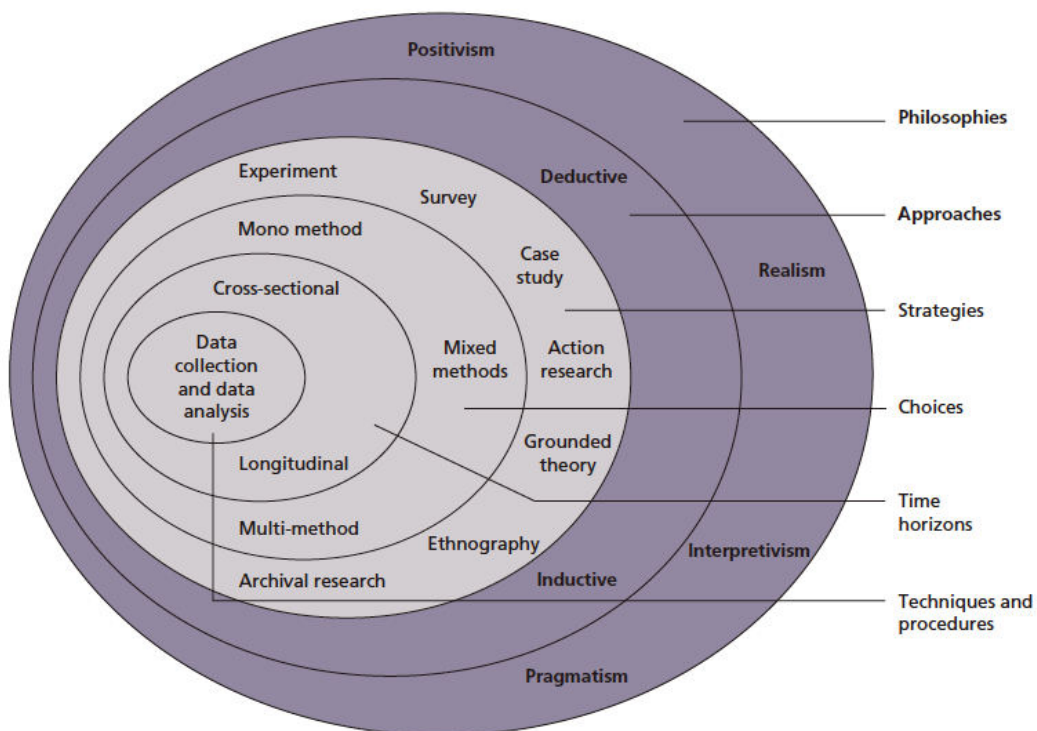 Positivism
Philosophies
Experiment
Deductive
Survey
Approaches
Mono method
Case
study
Realism
Cross-sectional
Strategies
Data
collection
and data
analysis
Mixed
methods
Action
research
Choices
Grounded
theory
Longitudinal
Time
horizons
Multi-method
Ethnography
Interpretivism
Archival research
Inductive
Techniques and
procedures
Pragmatism